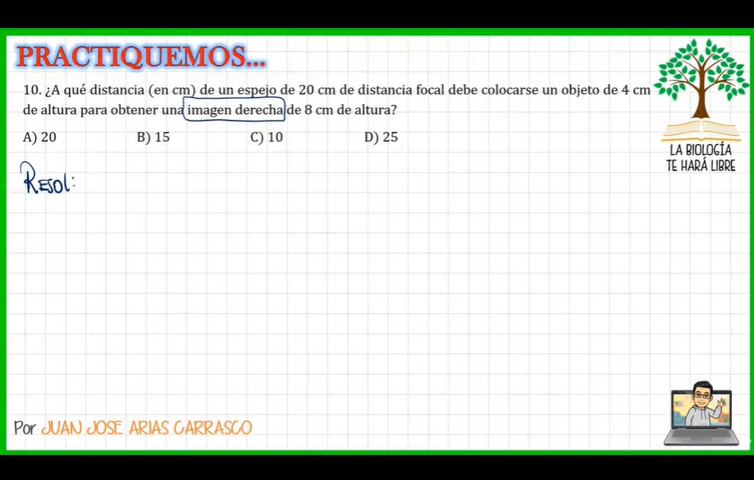 PRACTIQUEMOS...
10. ¿A qué distancia (en cm) de un espejo de 20 cm de distancia focal debe colocarse un objeto de 4 cm
de altura para obtener una imagen derecha de 8 cm de altura?
A) 20 B) 15 C) 10 D) 25
RESOL:
LA BIOLOGÍA
TE HARÁ LIBRE
Por JUAN JOSE ARIAS CARRASCO